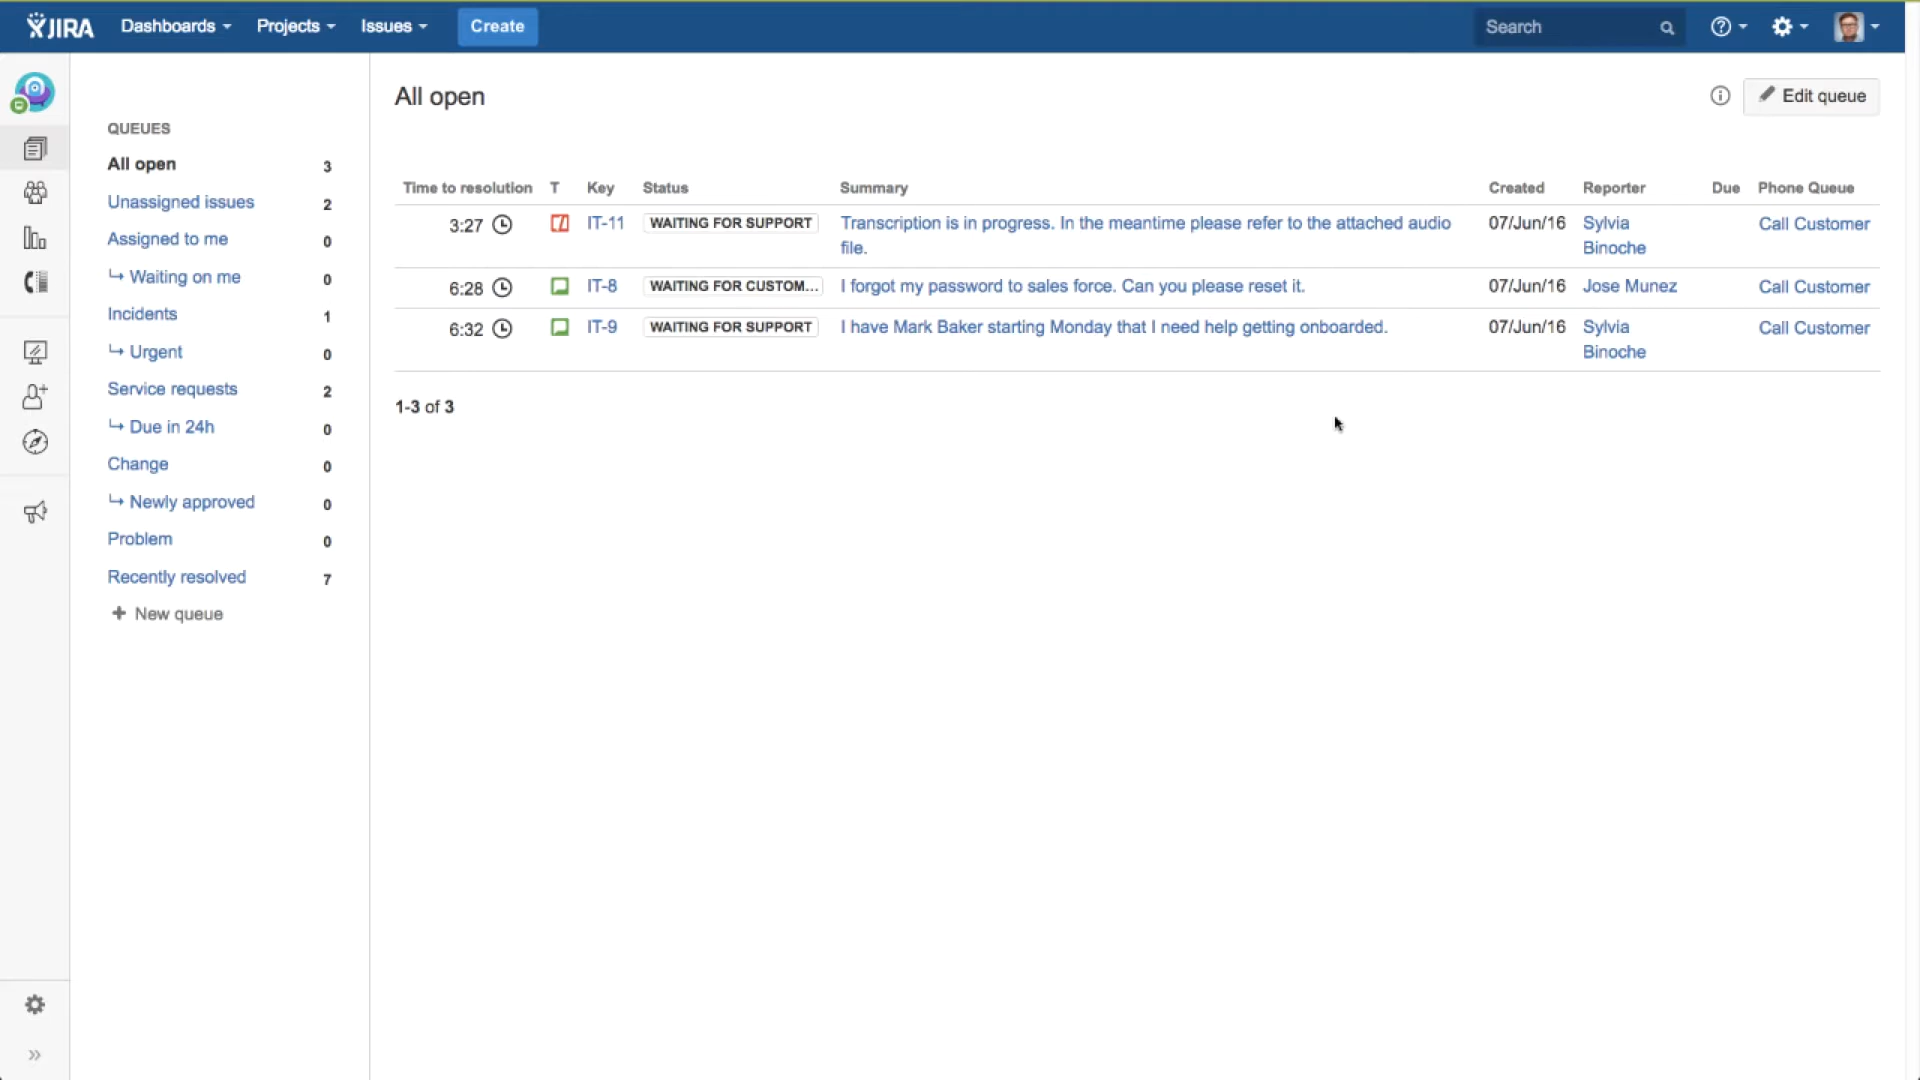 JIRA Dashboards Projects Issues Create Search
All open
Edit queue
QUEUES
All open 3
Unassigned issues 2
Assigned to me 0
Waiting on me 0
Incidents 1
Urgent 0
Service requests 2
Due in 24h 0
Change 0
Newly approved 0
Problem 0
Recently resolved 7
+ New queue
Time to resolution T Key Status Summary Created Reporter Due Phone Queue
3:27 IT-11 WAITING FOR SUPPORT Transcription is in progress. In the meantime please refer to the attached audio 07/Jun/16 Sylvia Call Customer
file. Binoche
6:28 IT-8 WAITING FOR CUSTOM... I forgot my password to sales force. Can you please reset it. 07/Jun/16 Jose Munez Call Customer
6:32 IT-9 WAITING FOR SUPPORT I have Mark Baker starting Monday that I need help getting onboarded. 07/Jun/16 Sylvia Call Customer
Binoche
1-3 of 3